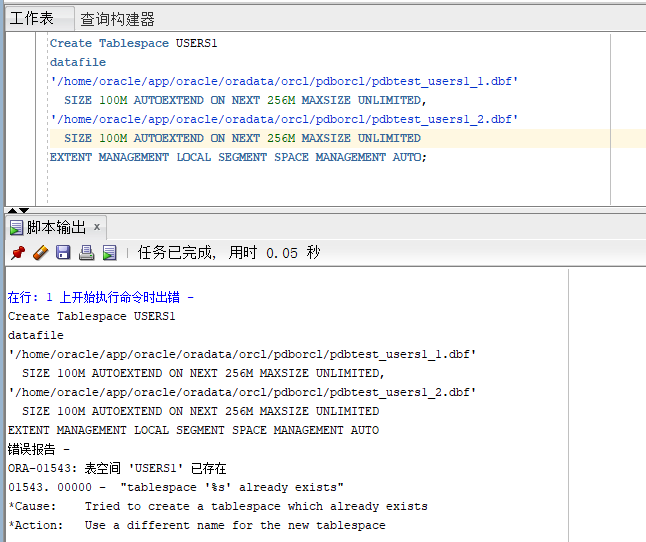 工作表 查询构建器
Create Tablespace USERS1
datafile
'/home/oracle/app/oracle/oradata/orcl/pdborcl/pdbtest_users1_1.dbf'
SIZE 100M AUTOEXTEND ON NEXT 256M MAXSIZE UNLIMITED,
'/home/oracle/app/oracle/oradata/orcl/pdborcl/pdbtest_users1_2.dbf'
SIZE 100M AUTOEXTEND ON NEXT 256M MAXSIZE UNLIMITED
EXTENT MANAGEMENT LOCAL SEGMENT SPACE MANAGEMENT AUTO;
脚本输出 x
任务已完成, 用时 0.05 秒
在行: 1 上开始执行命令时出错 -
Create Tablespace USERS1
datafile
'/home/oracle/app/oracle/oradata/orcl/pdborcl/pdbtest_users1_1.dbf'
SIZE 100M AUTOEXTEND ON NEXT 256M MAXSIZE UNLIMITED,
'/home/oracle/app/oracle/oradata/orcl/pdborcl/pdbtest_users1_2.dbf'
SIZE 100M AUTOEXTEND ON NEXT 256M MAXSIZE UNLIMITED
EXTENT MANAGEMENT LOCAL SEGMENT SPACE MANAGEMENT AUTO
错误报告 -
ORA-01543: 表空间 'USERS1' 已存在
01543. 00000 - "tablespace '%s' already exists"
*Cause: Tried to create a tablespace which already exists
*Action: Use a different name for the new tablespace